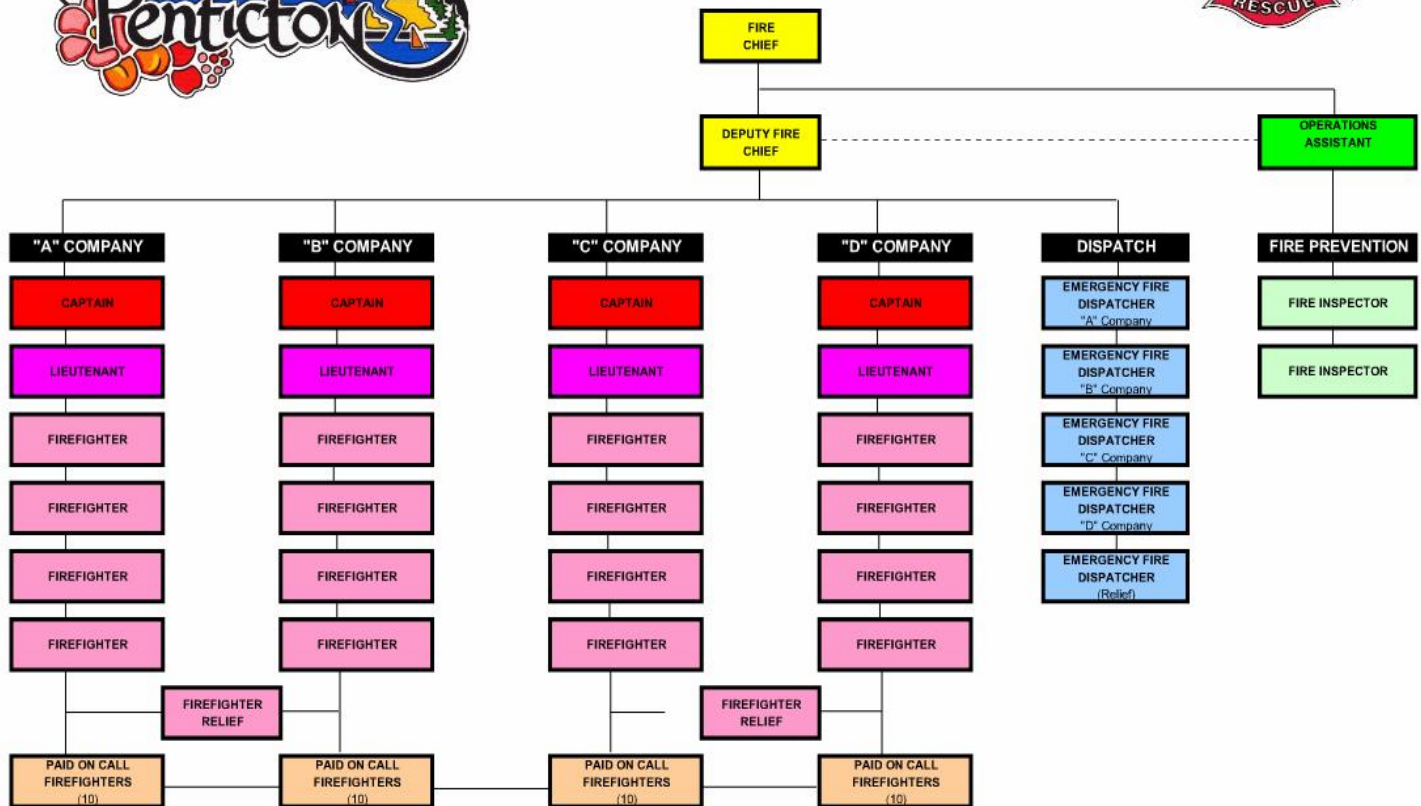 Penticton
RESCUE
FIRE
CHIEF
DEPUTY FIRE
CHIEF
OPERATIONS
ASSISTANT
"A" COMPANY
"B" COMPANY
"C" COMPANY
"D" COMPANY
DISPATCH
FIRE PREVENTION
CAPTAIN
CAPTAIN
CAPTAIN
CAPTAIN
EMERGENCY FIRE
DISPATCHER
"A" Company
FIRE INSPECTOR
LIEUTENANT
LIEUTENANT
LIEUTENANT
LIEUTENANT
EMERGENCY FIRE
DISPATCHER
"B" Company
FIRE INSPECTOR
FIREFIGHTER
FIREFIGHTER
FIREFIGHTER
FIREFIGHTER
EMERGENCY FIRE
DISPATCHER
"C" Company
FIREFIGHTER
FIREFIGHTER
FIREFIGHTER
FIREFIGHTER
EMERGENCY FIRE
DISPATCHER
"D" Company
FIREFIGHTER
FIREFIGHTER
FIREFIGHTER
FIREFIGHTER
EMERGENCY FIRE
DISPATCHER
(Relief)
FIREFIGHTER
FIREFIGHTER
FIREFIGHTER
FIREFIGHTER
FIREFIGHTER
RELIEF
FIREFIGHTER
RELIEF
PAID ON CALL
FIREFIGHTERS
(10)
PAID ON CALL
FIREFIGHTERS
(10)
PAID ON CALL
FIREFIGHTERS
(10)
PAID ON CALL
FIREFIGHTERS
(10)